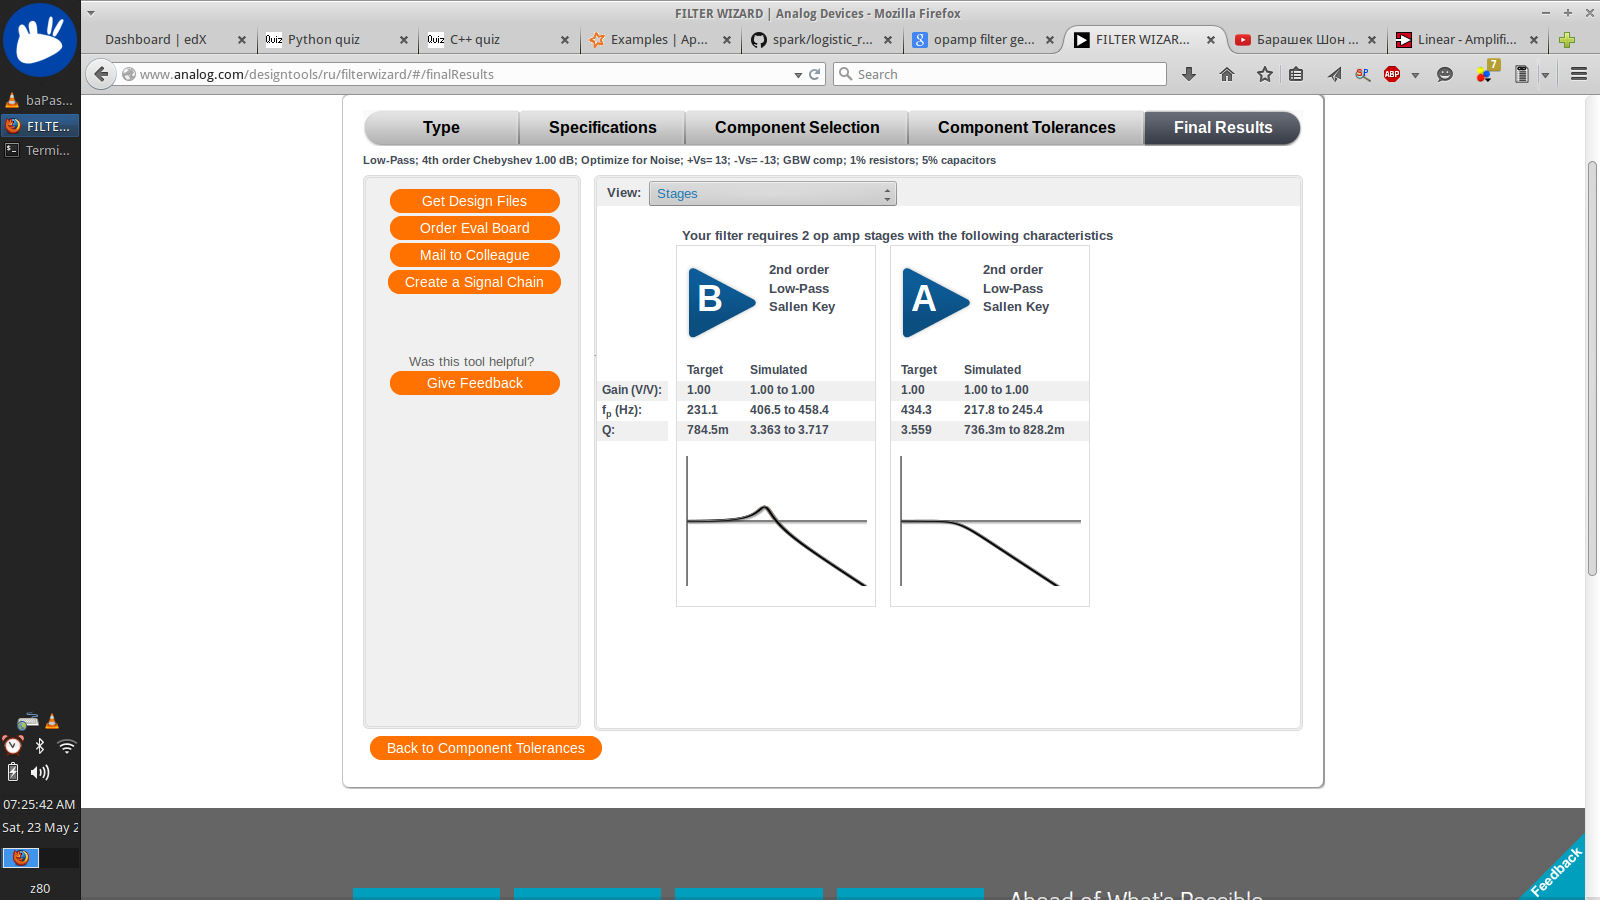 FILTER WIZARD | Analog Devices - Mozilla Firefox
Dashboard | edX
Quiz Python quiz
Quiz C++ quiz
Examples | Ap...
spark/logistic_r...
opamp filter ge...
FILTER WIZAR...
Барашек Шон ...
Linear - Amplifi...
www.analog.com/designtools/ru/filterwizard/#/finalResults
Search
ABP
7
baPas...
FILTE...
Termi...
Type
Specifications
Component Selection
Component Tolerances
Final Results
Low-Pass; 4th order Chebyshev 1.00 dB; Optimize for Noise; +Vs= 13; -Vs= -13; GBW comp; 1% resistors; 5% capacitors
Get Design Files
Order Eval Board
Mail to Colleague
Create a Signal Chain
Was this tool helpful?
Give Feedback
View: Stages
Your filter requires 2 op amp stages with the following characteristics
B
2nd order
Low-Pass
Sallen Key
A
2nd order
Low-Pass
Sallen Key
Target Simulated Target Simulated
Gain (V/V): 1.00 1.00 to 1.00 1.00 1.00 to 1.00
fp (Hz): 231.1 406.5 to 458.4 434.3 217.8 to 245.4
Q: 784.5m 3.363 to 3.717 3.559 736.3m to 828.2m
Back to Component Tolerances
07:25:42 AM
Sat, 23 May 2
z80
Feedback
Ahead of What's Possible